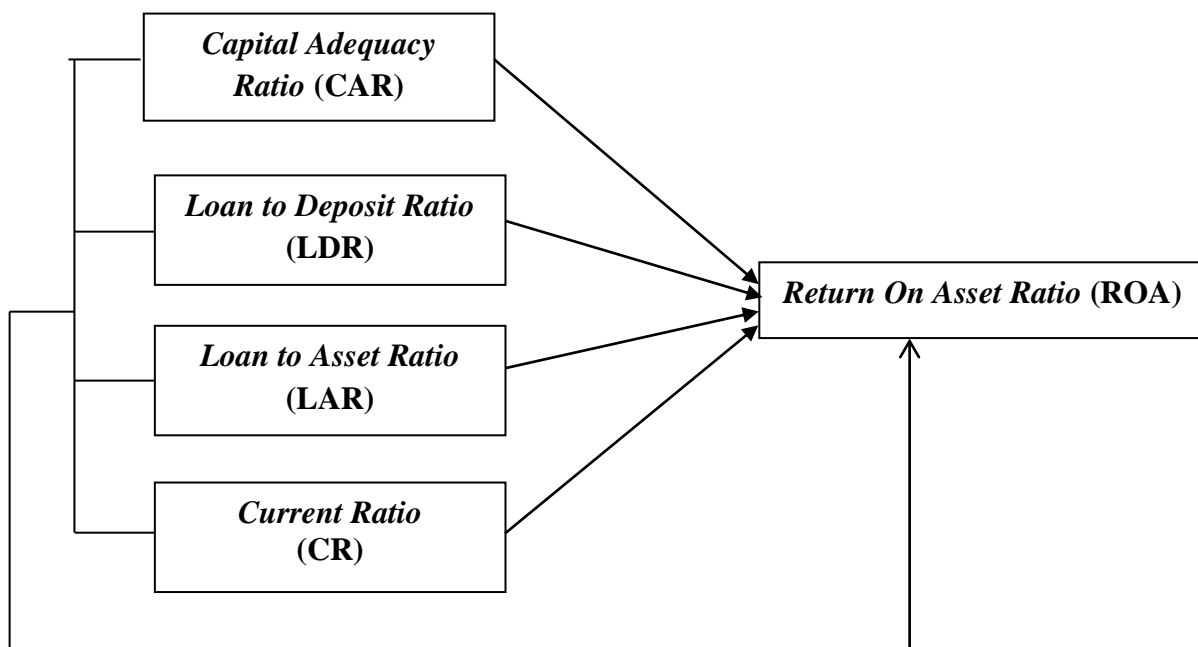 Capital Adequacy
Ratio (CAR)
Loan to Deposit Ratio
(LDR)
Return On Asset Ratio (ROA)
Loan to Asset Ratio
(LAR)
Current Ratio
(CR)